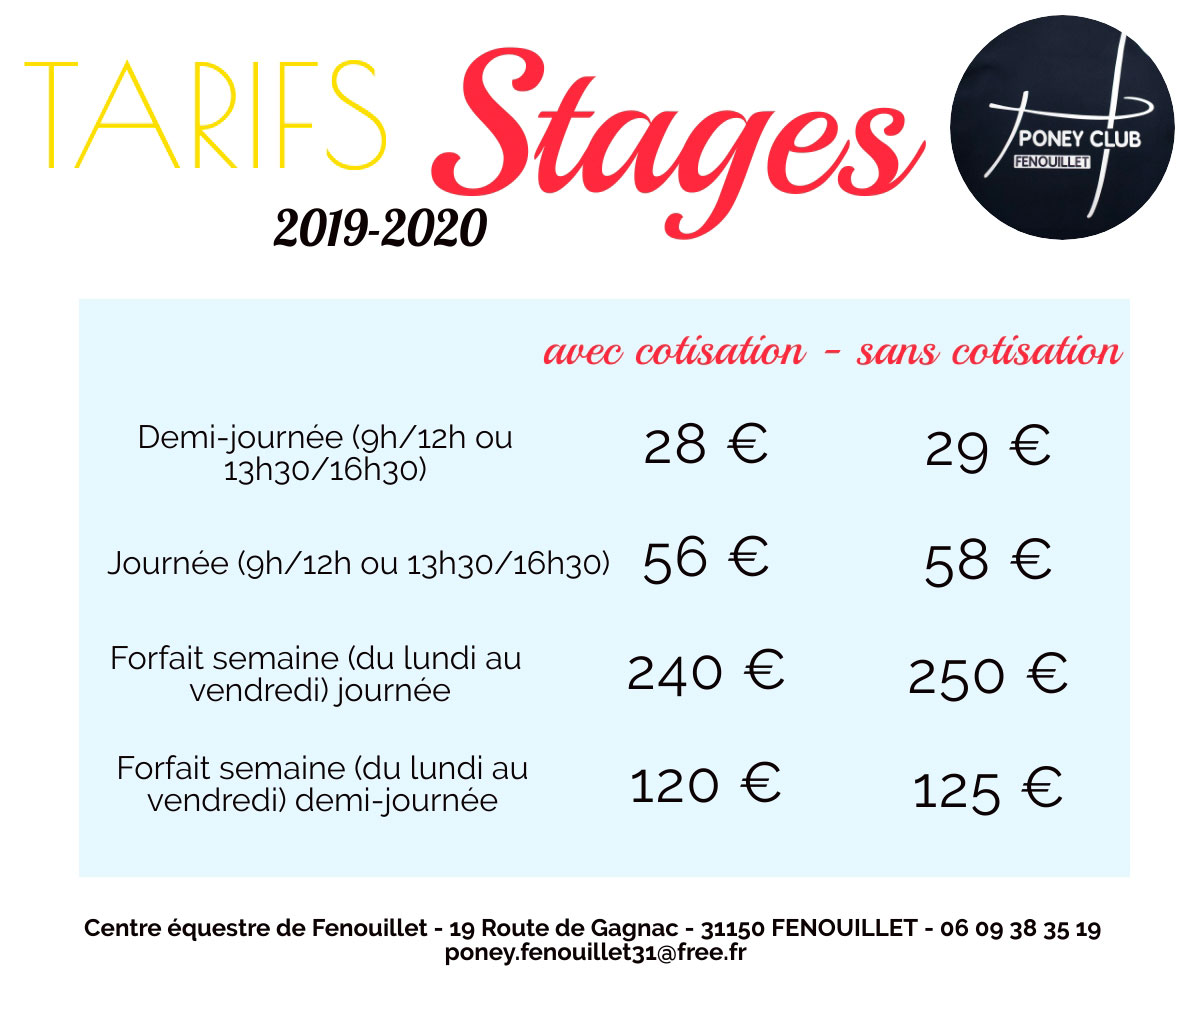 TARIFS Stages
2019-2020
PONEY CLUB
FENOUILLET
avec cotisation - sans cotisation
Demi-journée (9h/12h ou
13h30/16h30)
28 €
29 €
Journée (9h/12h ou 13h30/16h30)
56 €
58 €
Forfait semaine (du lundi au
vendredi) journée
240 €
250 €
Forfait semaine (du lundi au
vendredi) demi-journée
120 €
125 €
Centre équestre de Fenouillet - 19 Route de Gagnac - 31150 FENOUILLET - 06 09 38 35 19
poney.fenouillet31@free.fr